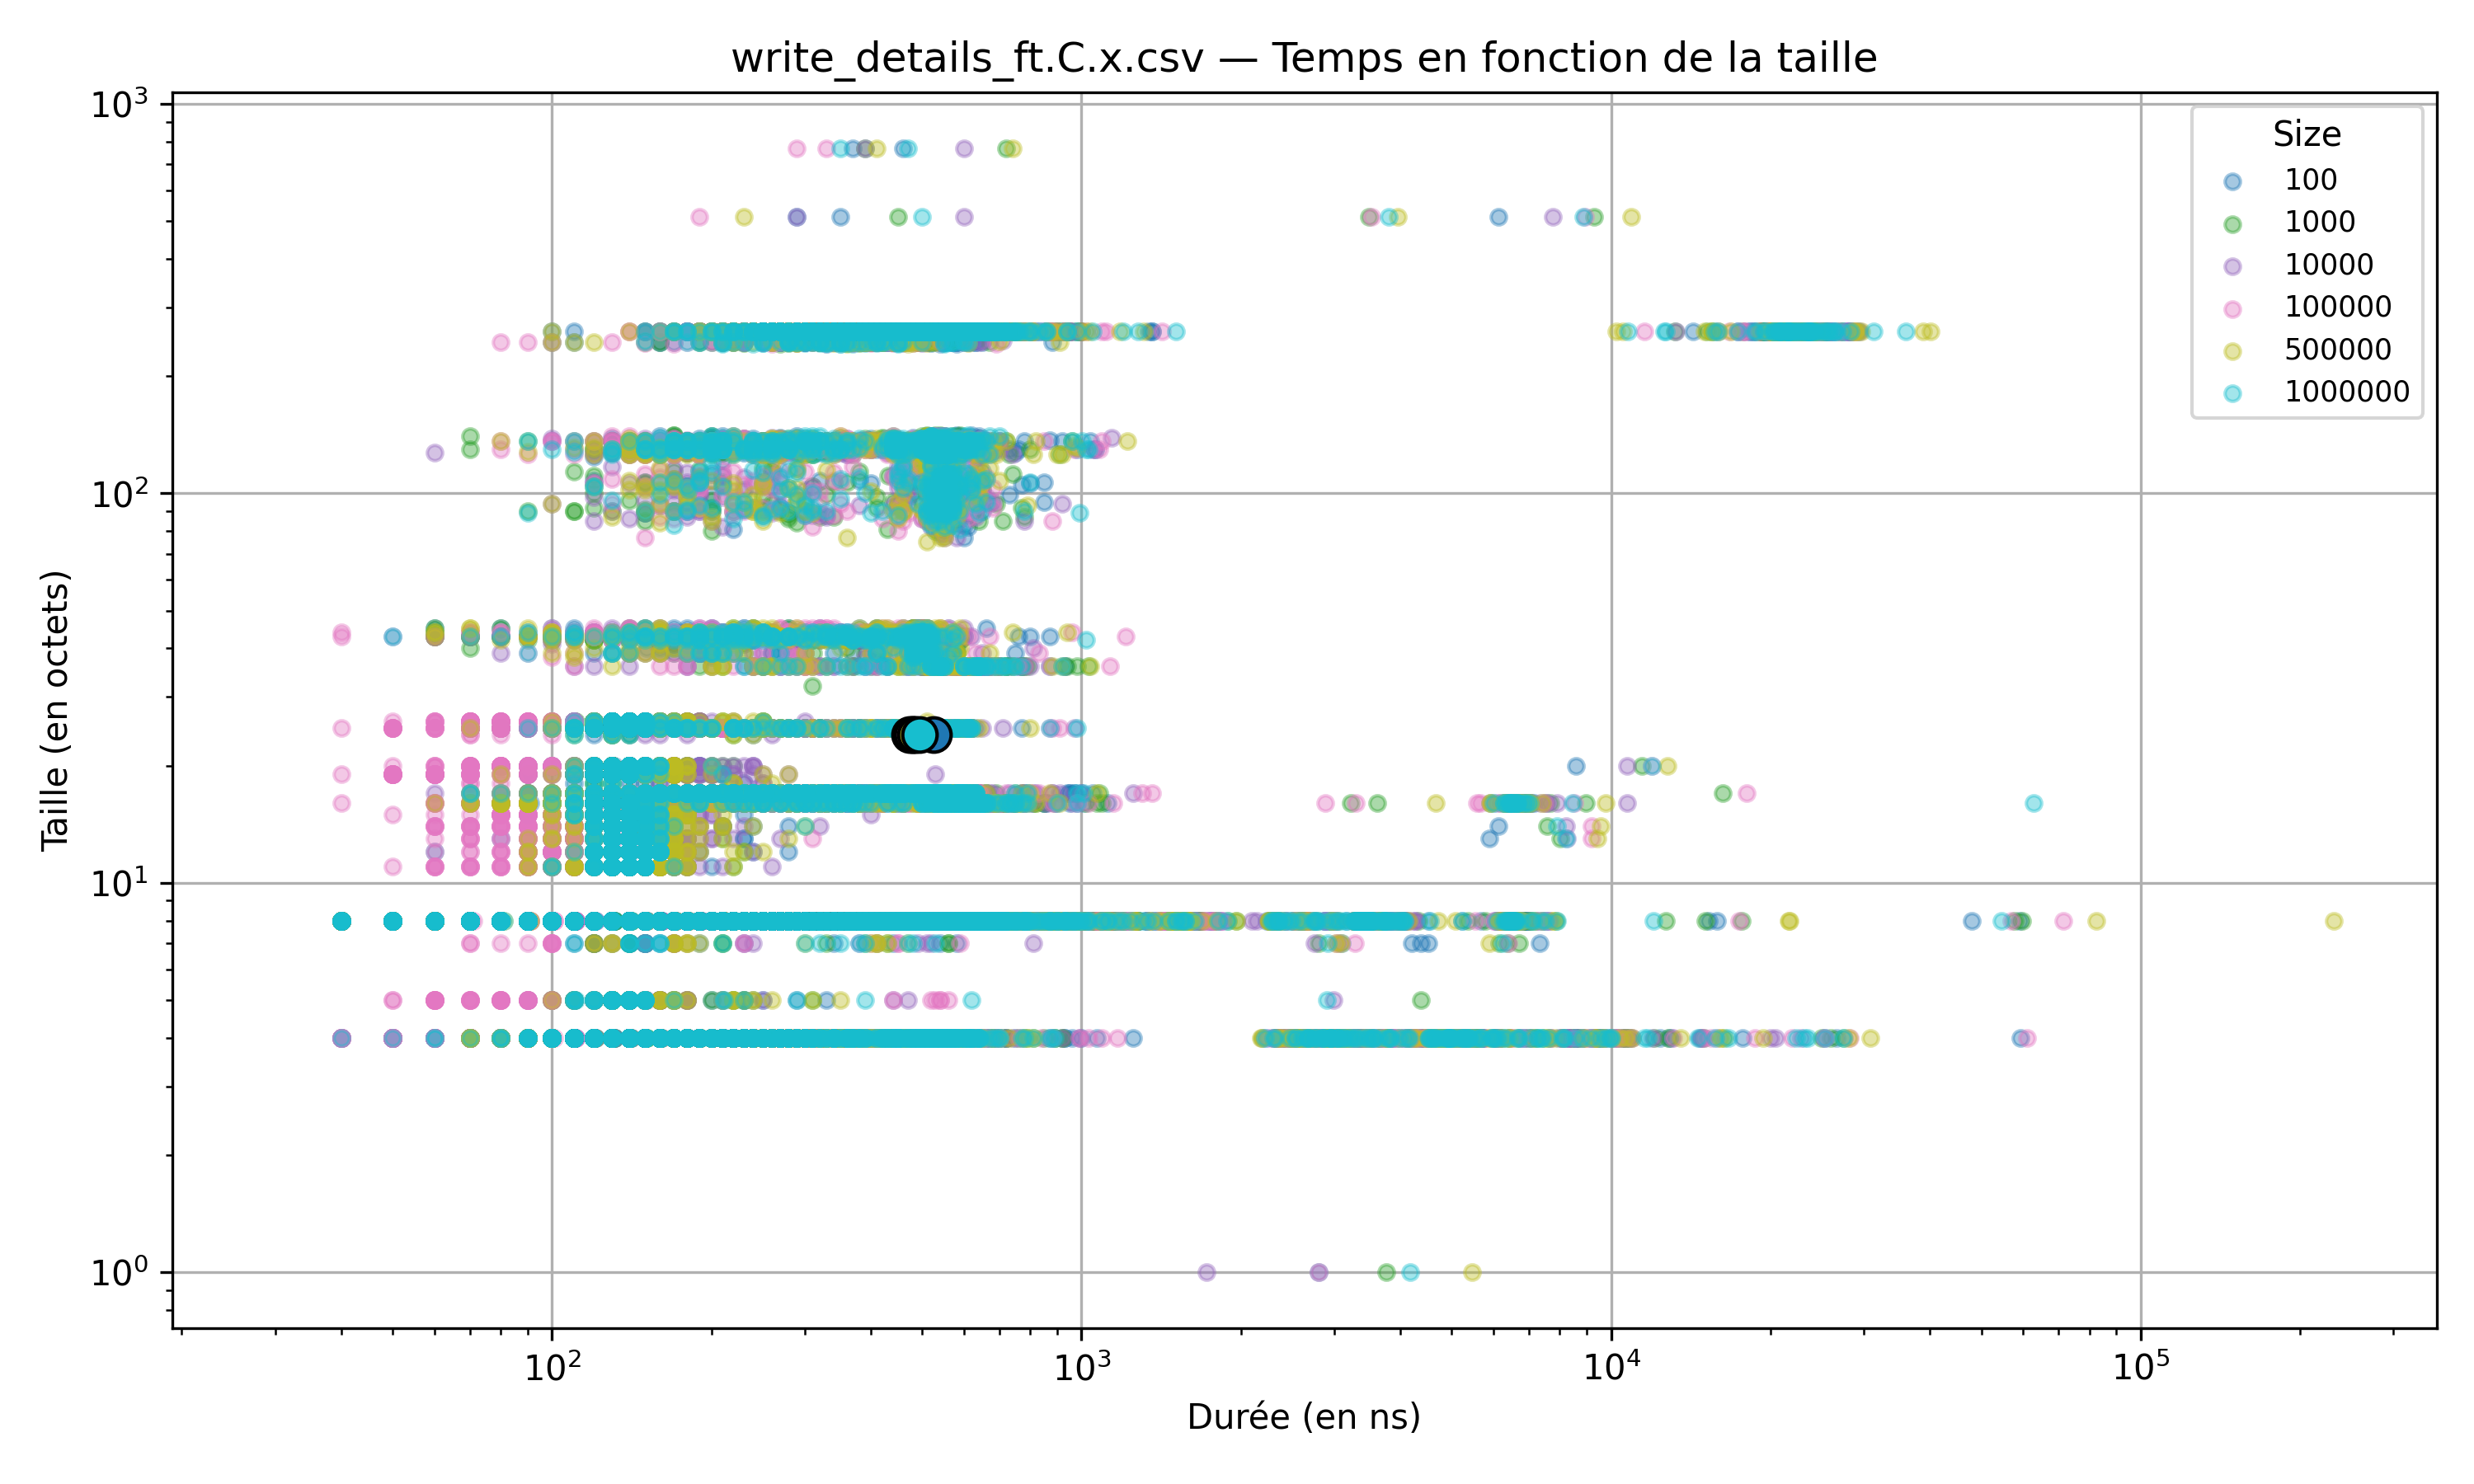 write_details_ft.C.x.csv — Temps en fonction de la taille
Taille (en octets)
10³
10²
10¹
10⁰
Size
100
1000
10000
100000
500000
1000000
10² 10³ 10⁴ 10⁵
Durée (en ns)